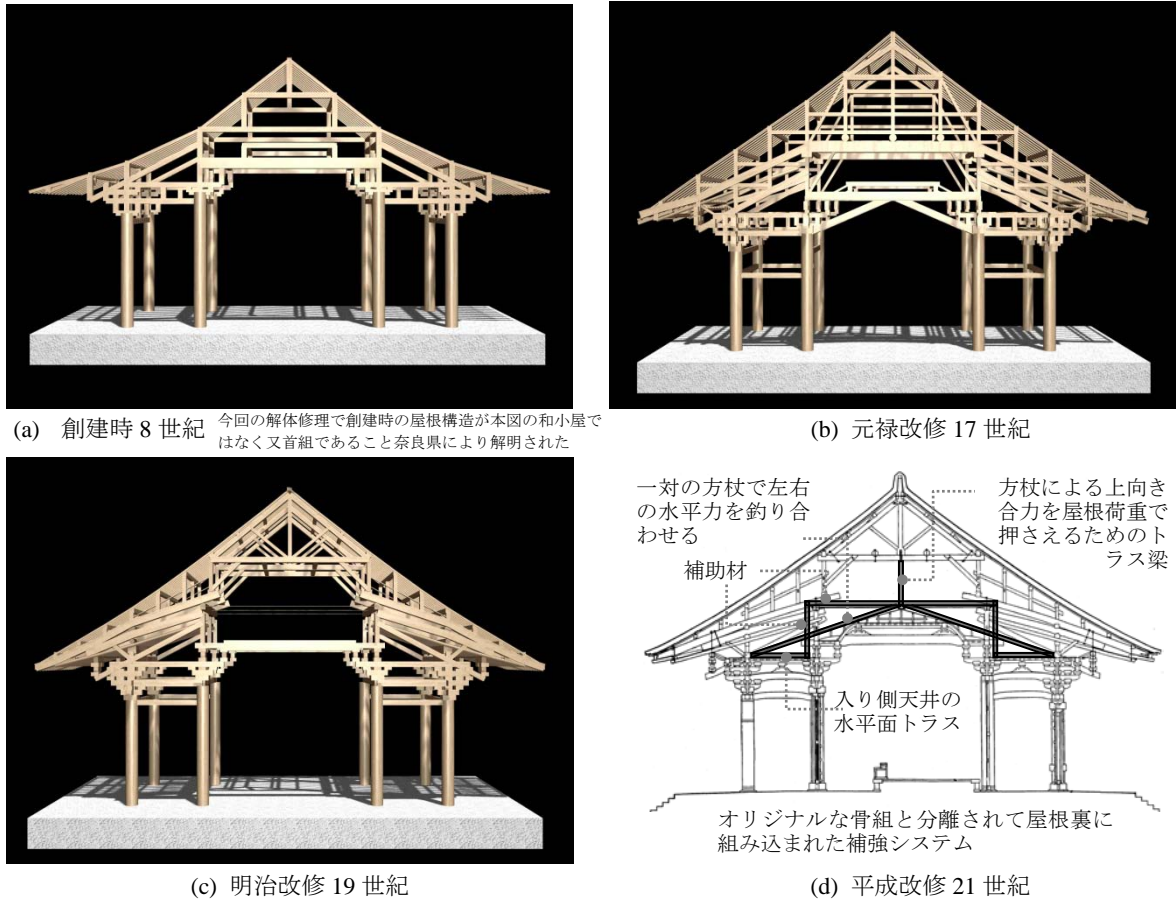 (a) 創建時 8 世紀
今回の解体修理で創建時の屋根構造が本図の和小屋で
はなく又首組であること奈良県により解明された
(b) 元禄改修 17 世紀
(c) 明治改修 19 世紀
一対の方杖で左右
の水平力を釣り合
わせる
補助材
方杖による上向き
合力を屋根荷重で
押さえるためのト
ラス梁
入り側天井の
水平面トラス
オリジナルな骨組と分離されて屋根裏に
組み込まれた補強システム
(d) 平成改修 21 世紀